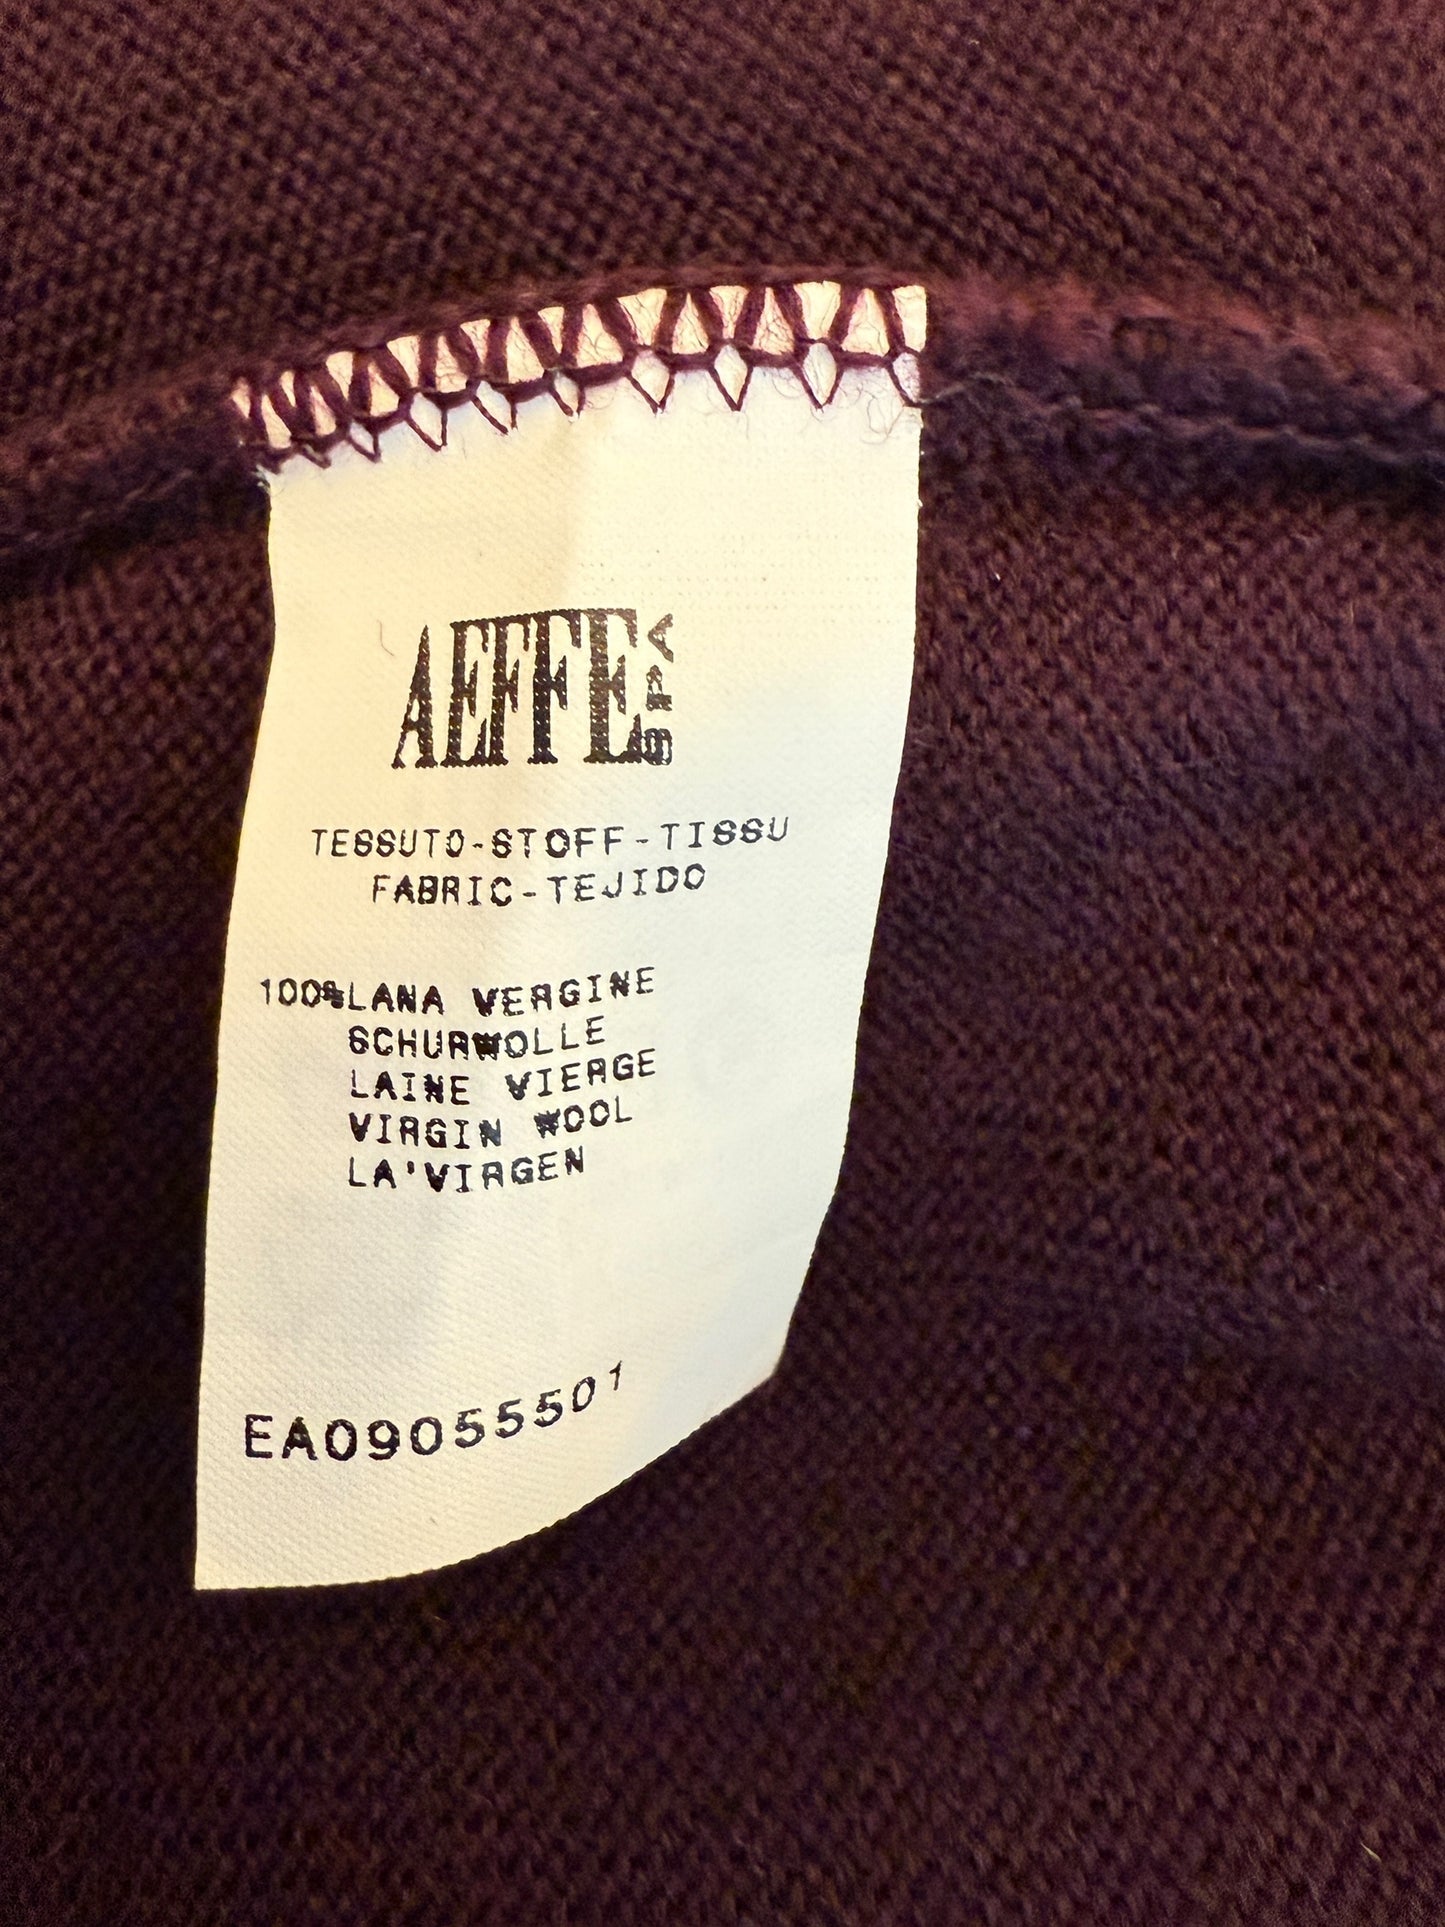 AEFFE SPA
TESSUTO-STOFF-TISSU
FABRIC-TEJIDO
100%LANA VERGINE
SCHURWOLLE
LAINE VIERGE
VIRGIN WOOL
LA'VIRGEN
EA09055501